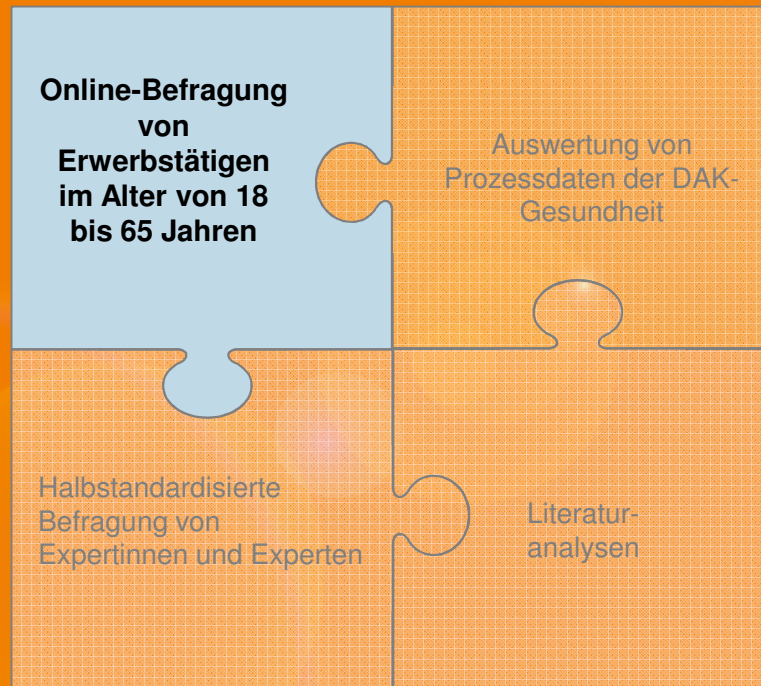 Online-Befragung
von
Erwerbstätigen
im Alter von 18
bis 65 Jahren
Auswertung von
Prozessdaten der DAK-
Gesundheit
Halbstandardisierte
Befragung von
Expertinnen und Experten
Literatur-
analysen